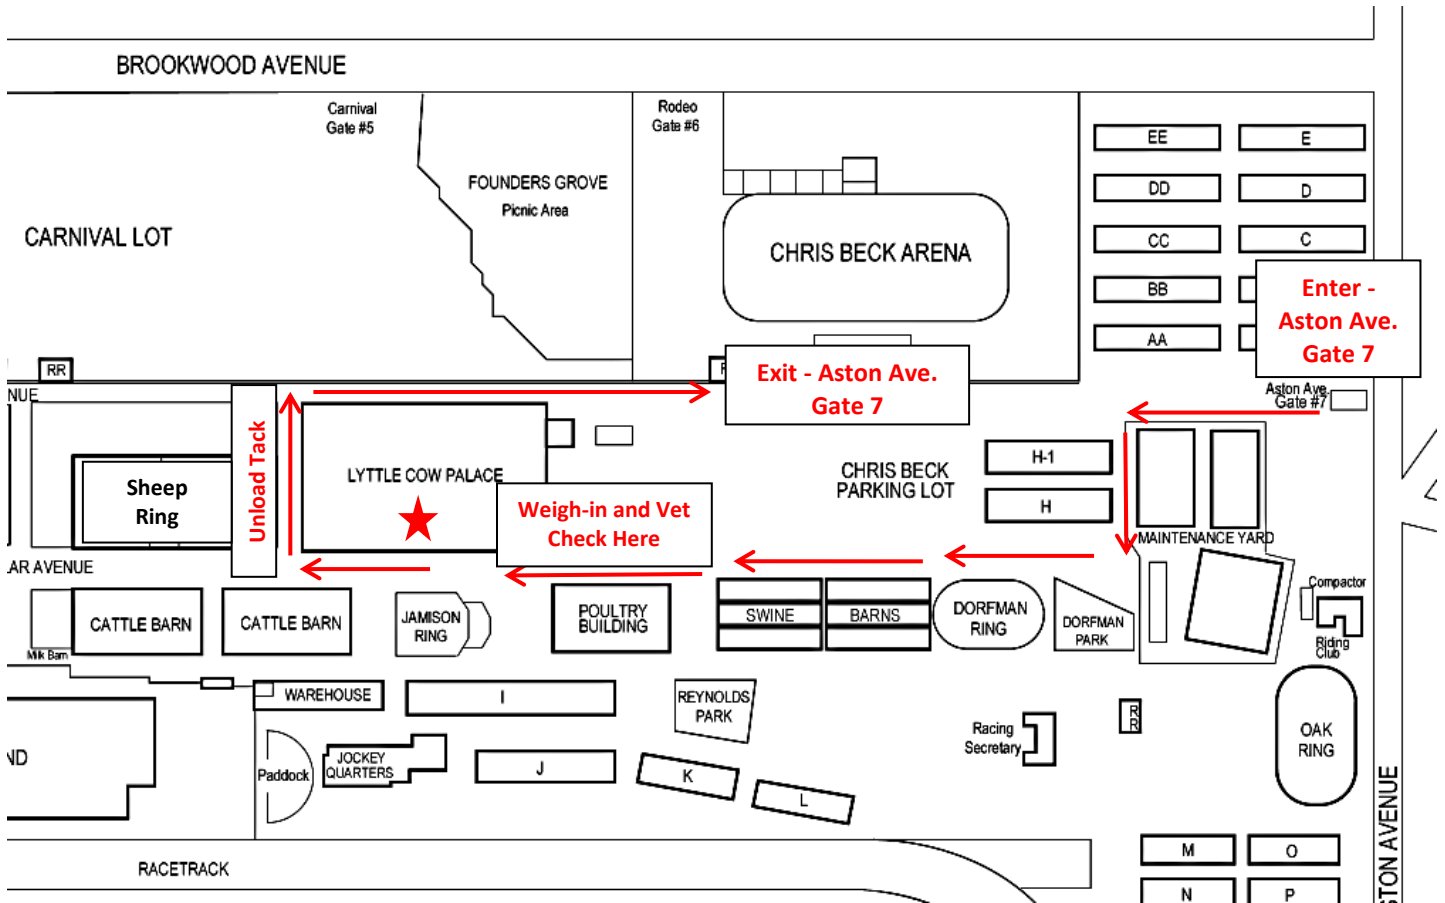 BROOKWOOD AVENUE
Carnival
Gate #5
Rodeo
Gate #6
FOUNDERS GROVE
Picnic Area
CARNIVAL LOT
CHRIS BECK ARENA
EE
E
DD
D
CC
C
BB
AA
Enter -
Aston Ave.
Gate 7
RR
Exit - Aston Ave.
Gate 7
Aston Ave.
Gate #7
NUE
Unload Tack
LYTTLE COW PALACE
Sheep
Ring
Weigh-in and Vet
Check Here
CHRIS BECK
PARKING LOT
H-1
H
MAINTENANCE YARD
LAR AVENUE
CATTLE BARN
CATTLE BARN
Milk Barn
JAMISON
RING
POULTRY
BUILDING
SWINE
BARNS
DORFMAN
RING
DORFMAN
PARK
Compactor
Riding
Club
WAREHOUSE
I
REYNOLDS
PARK
R
R
Racing
Secretary
OAK
RING
ND
Paddock
JOCKEY
QUARTERS
J
K
L
RACETRACK
M
O
N
P
STON AVENUE